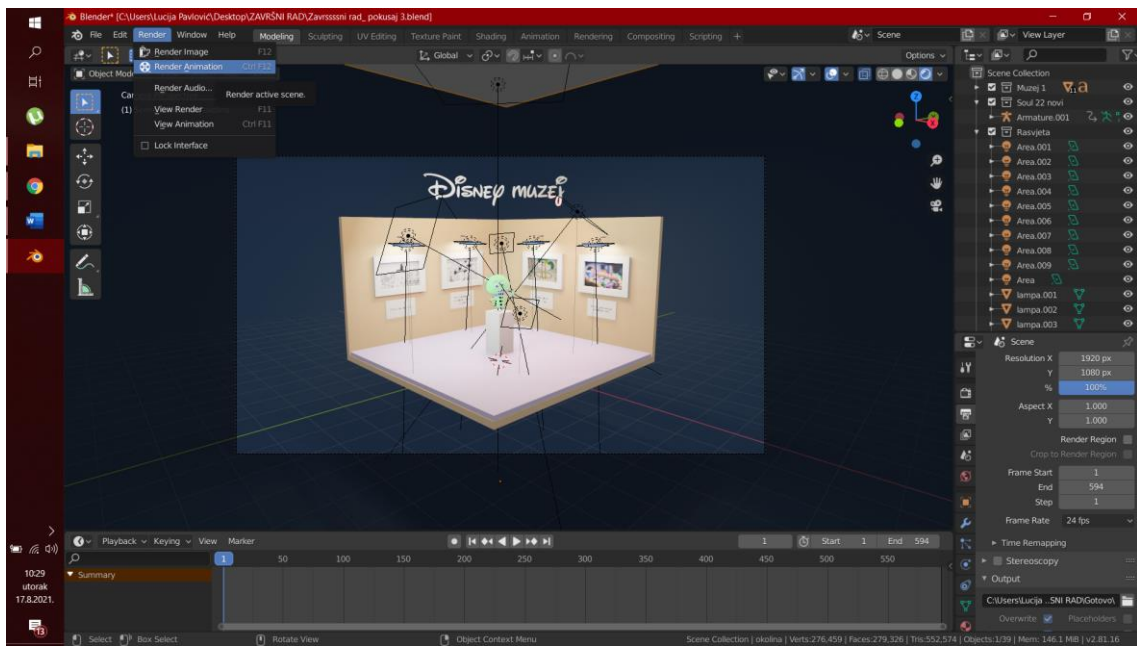 Blender* [C:\Users\Lucija Pavlović\Desktop\ZAVRŠNI RAD\Zavrssssni rad_ pokusaj 3.blend]
File Edit Render Window Help Modeling Sculpting UV Editing Texture Paint Shading Animation Rendering Compositing Scripting + Scene View Layer
Render Image F12
Render Animation Ctrl F12
Render Audio...
Render active scene.
View Render F11
View Animation Ctrl F11
Lock Interface
Global
Options
Object Mod
(1)
Z
X
DISNEY MUZEJ
Scene Collection
Muzej 1
Soul 22 novi
Armature.001
Rasvjeta
Area.001
Area.002
Area.003
Area.004
Area.005
Area.006
Area.007
Area.008
Area.009
Area
lampa.001
lampa.002
lampa.003
Scene
Resolution X 1920 px
Y 1080 px
% 100%
Aspect X 1.000
Y 1.000
Render Region
Crop to Render Region
Frame Start 1
End 594
Step 1
Frame Rate 24 fps
Time Remapping
Stereoscopy
Output
C:\Users\Lucija ..SNI RAD\Gotovo\
Overwrite Placeholders
Playback Keying View Marker 1 Start 1 End 594
1 50 100 150 200 250 300 350 400 450 500 550
Summary
10:29
utorak
17.8.2021.
13
Select Box Select Rotate View Object Context Menu Scene Collection | okolina | Verts:276,459 | Faces:279,326 | Tris:552,574 | Objects:1/39 | Mem: 146.1 MiB | v2.81.16